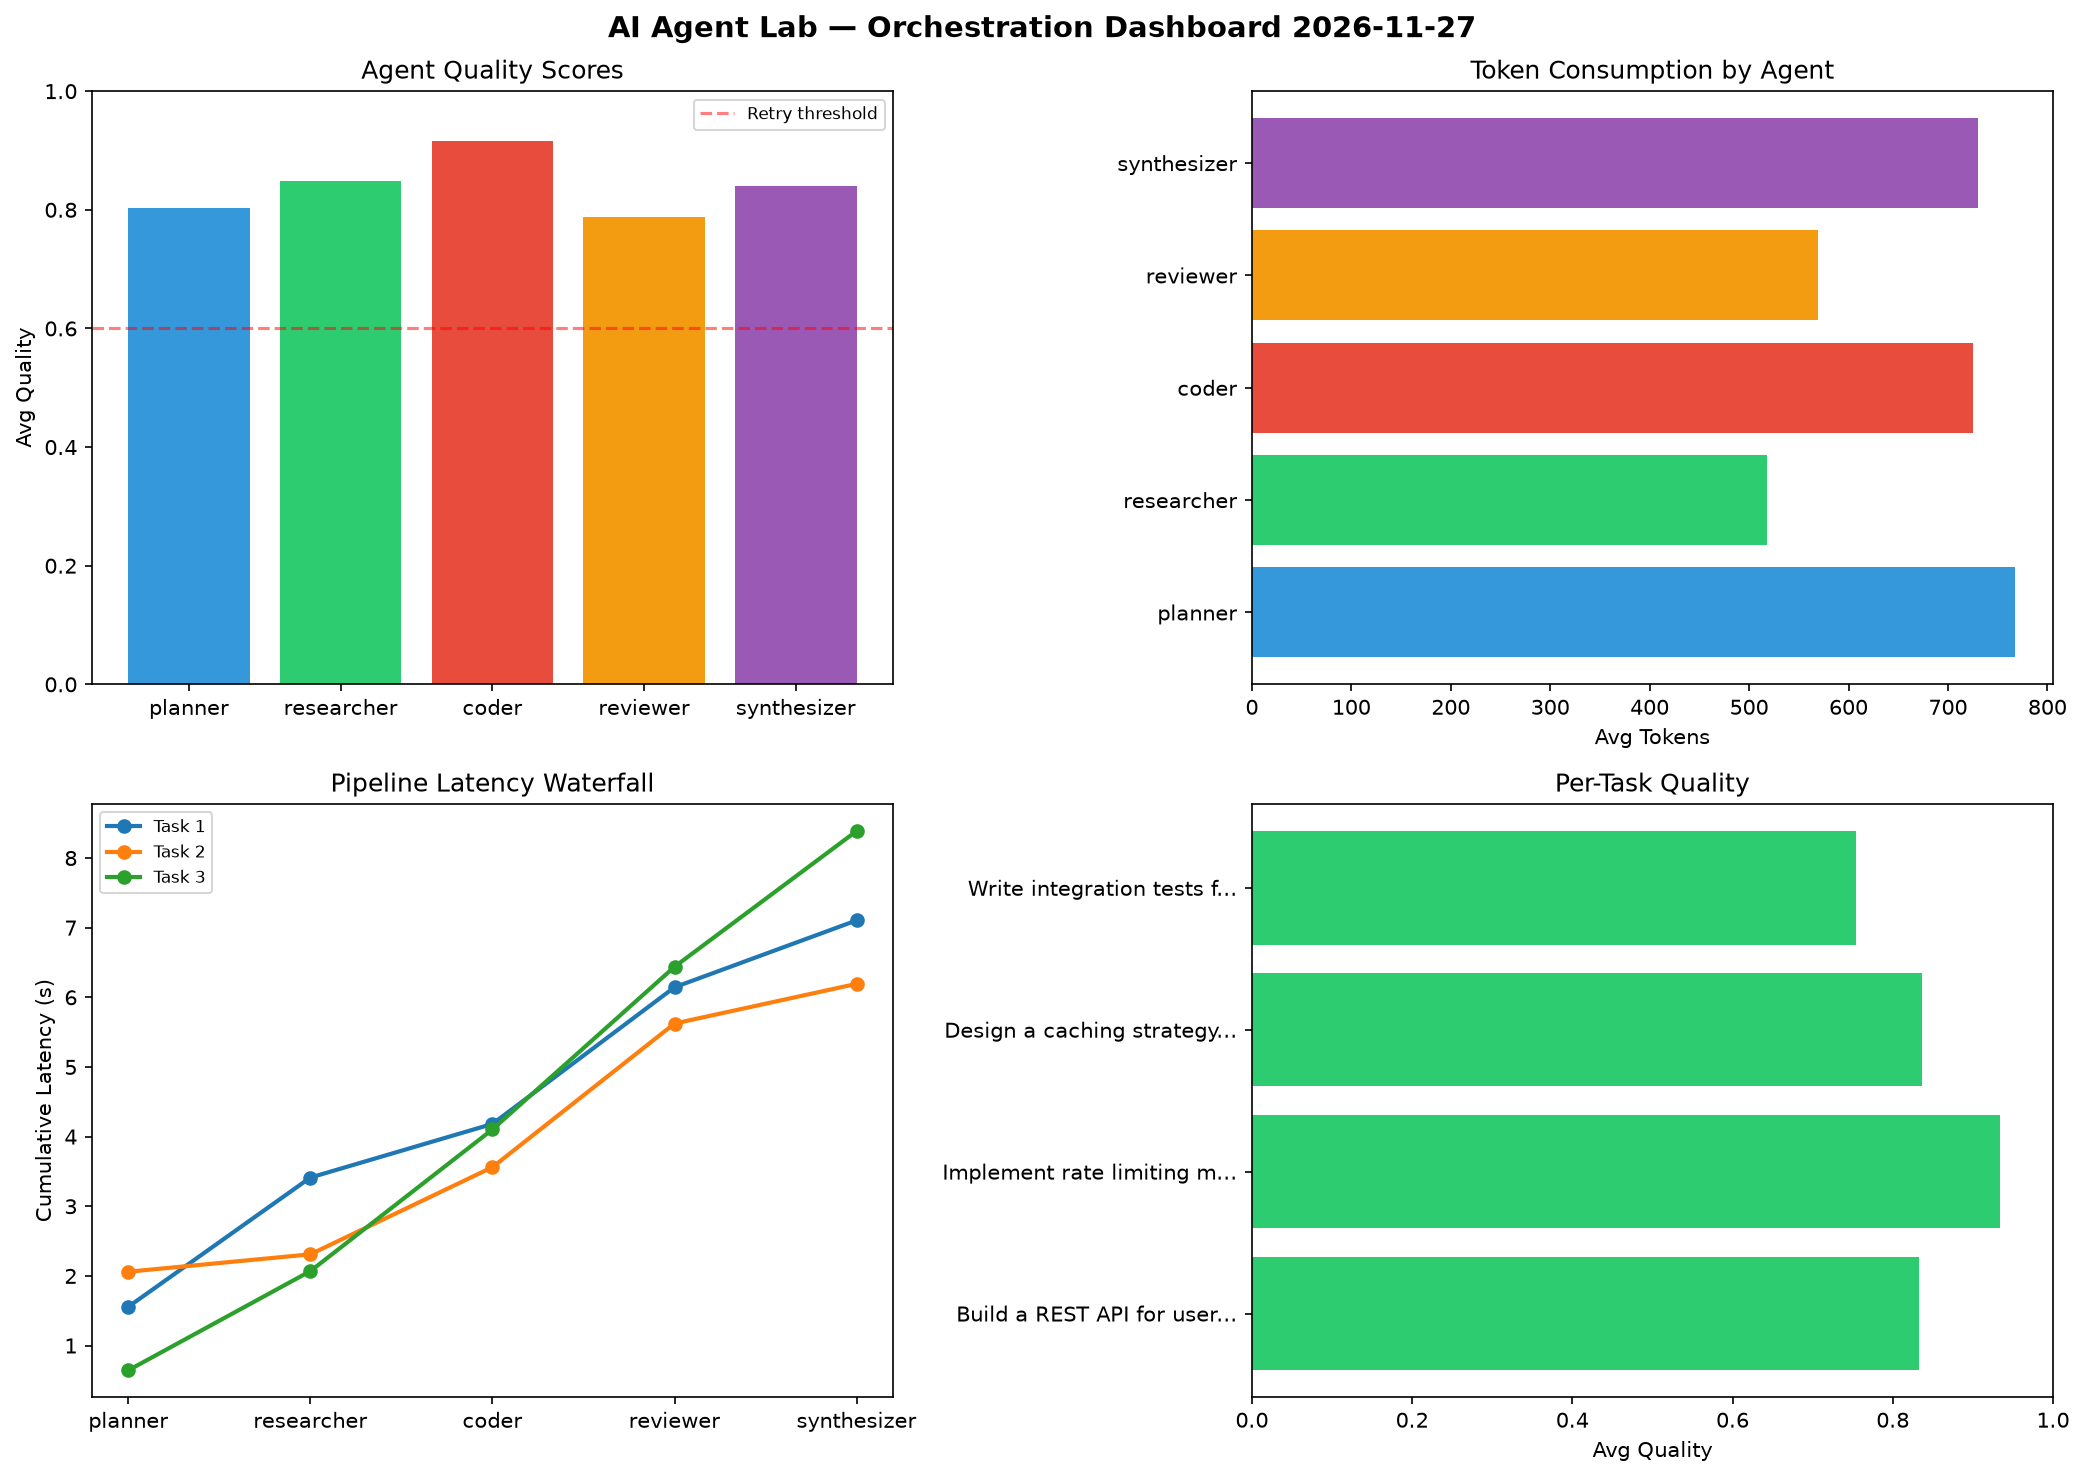 AI Agent Lab — Orchestration Dashboard 2026-11-27
Agent Quality Scores
1.0
0.8
0.6
0.4
0.2
0.0
Avg Quality
Retry threshold
planner
researcher
coder
reviewer
synthesizer
Token Consumption by Agent
synthesizer
reviewer
coder
researcher
planner
0
100
200
300
400
500
600
700
800
Avg Tokens
Pipeline Latency Waterfall
Task 1
Task 2
Task 3
8
7
6
5
4
3
2
1
Cumulative Latency (s)
planner
researcher
coder
reviewer
synthesizer
Per-Task Quality
Write integration tests f...
Design a caching strategy...
Implement rate limiting m...
Build a REST API for user...
0.0
0.2
0.4
0.6
0.8
1.0
Avg Quality